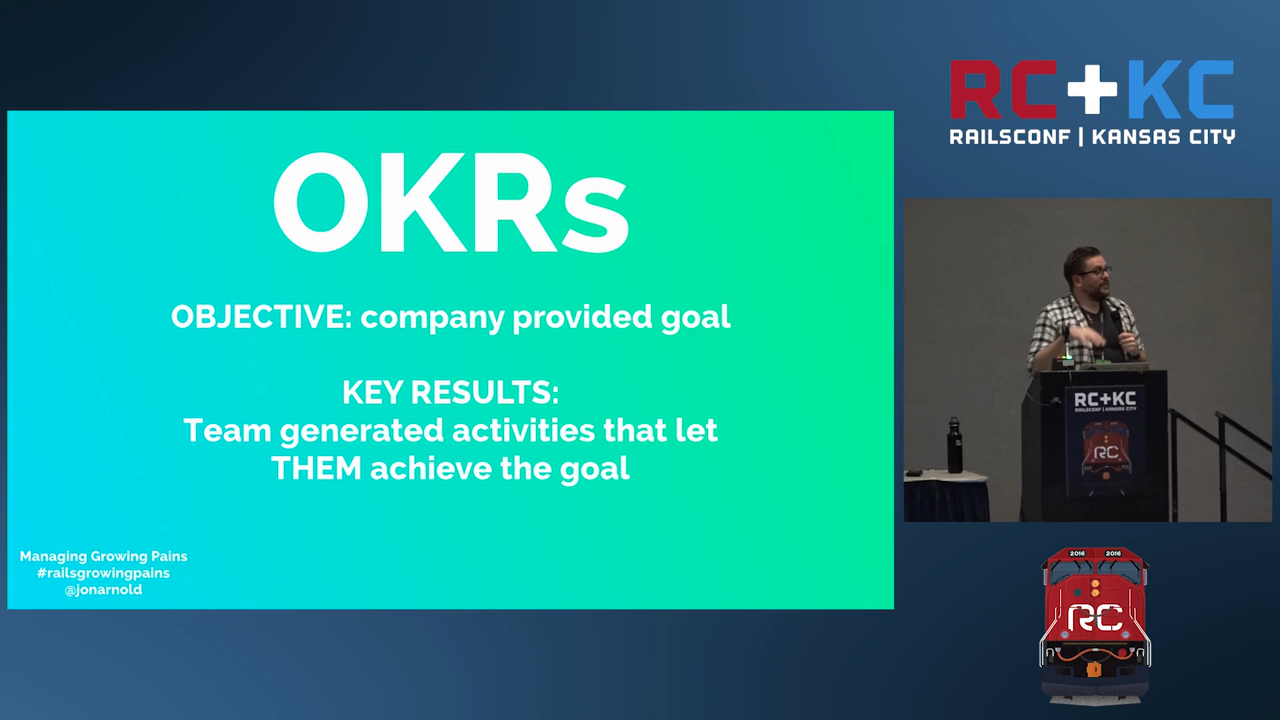 RC+KC
RAILSCONF | KANSAS CITY
OKRs
OBJECTIVE: company provided goal
KEY RESULTS:
Team generated activities that let
THEM achieve the goal
Managing Growing Pains
#railsgrowingpains
@jonarnold
RC+KC
RAILSCONF | KANSAS CITY
RC
2016
2016
RC